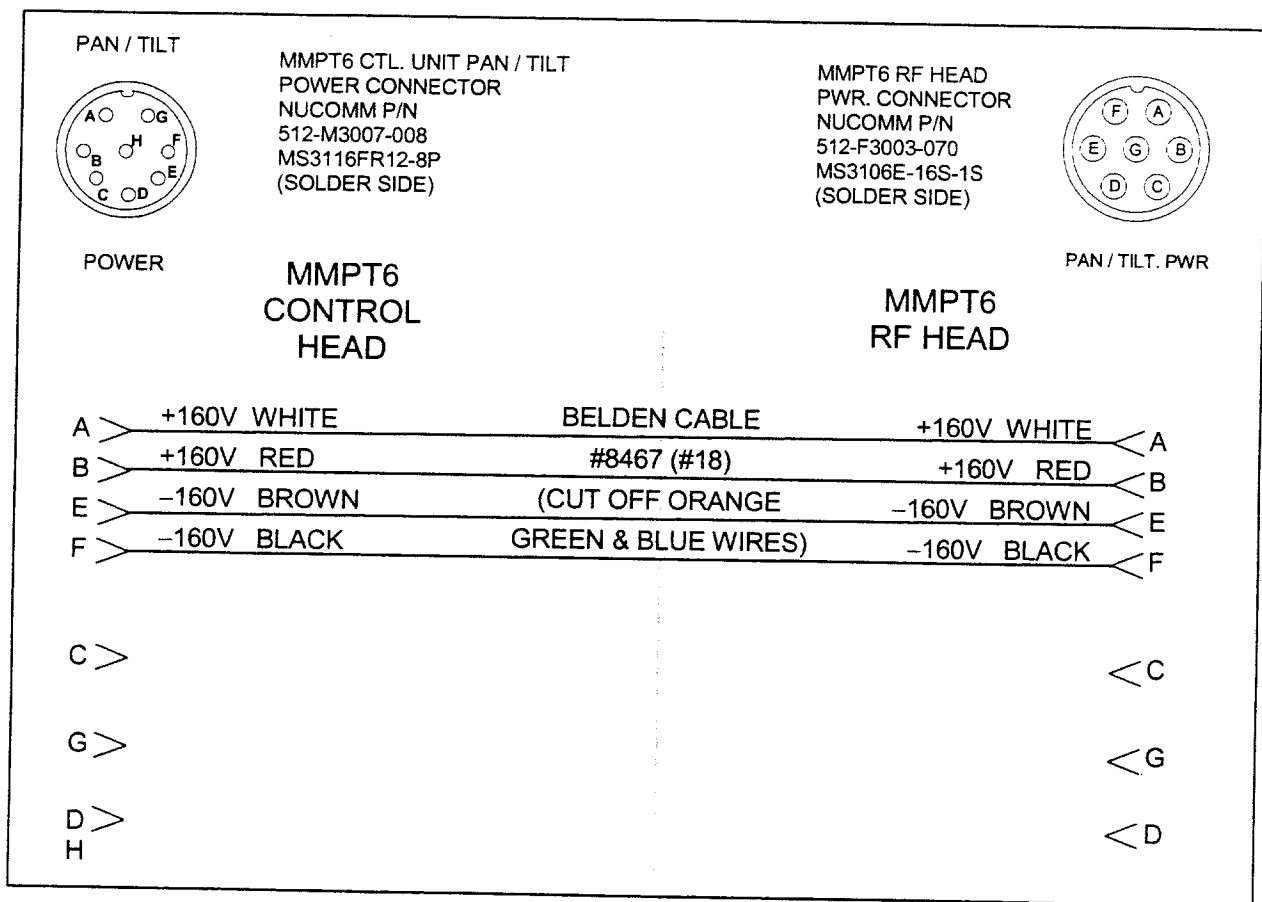 PAN / TILT
A
G
H
F
B
E
C
D
POWER
MMPT6 CTL. UNIT PAN / TILT
POWER CONNECTOR
NUCOMM P/N
512-M3007-008
MS3116FR12-8P
(SOLDER SIDE)
MMPT6 RF HEAD
PWR. CONNECTOR
NUCOMM P/N
512-F3003-070
MS3106E-16S-1S
(SOLDER SIDE)
F A
E G B
D C
PAN / TILT. PWR
MMPT6
CONTROL
HEAD
MMPT6
RF HEAD
A +160V WHITE BELDEN CABLE +160V WHITE A
B +160V RED #8467 (#18) +160V RED B
E –160V BROWN (CUT OFF ORANGE –160V BROWN E
F –160V BLACK GREEN & BLUE WIRES) –160V BLACK F
C C
G G
D D
H